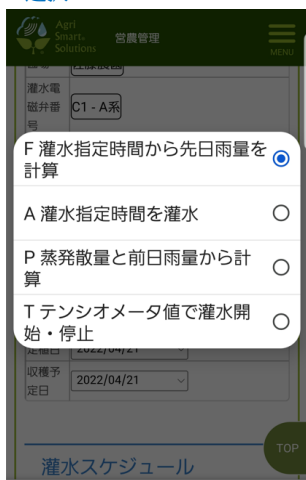 Agri
Smart
Solutions
営農管理
MENU
灌水電
磁弁番
号
C1 - A系
F 灌水指定時間から先日雨量を
計算
A 灌水指定時間を灌水
P 蒸発散量と前日雨量から計
算
T テンシオメータ値で灌水開
始・停止
定植日
2022/04/21
収穫予
定日
2022/04/21
TOP
灌水スケジュール